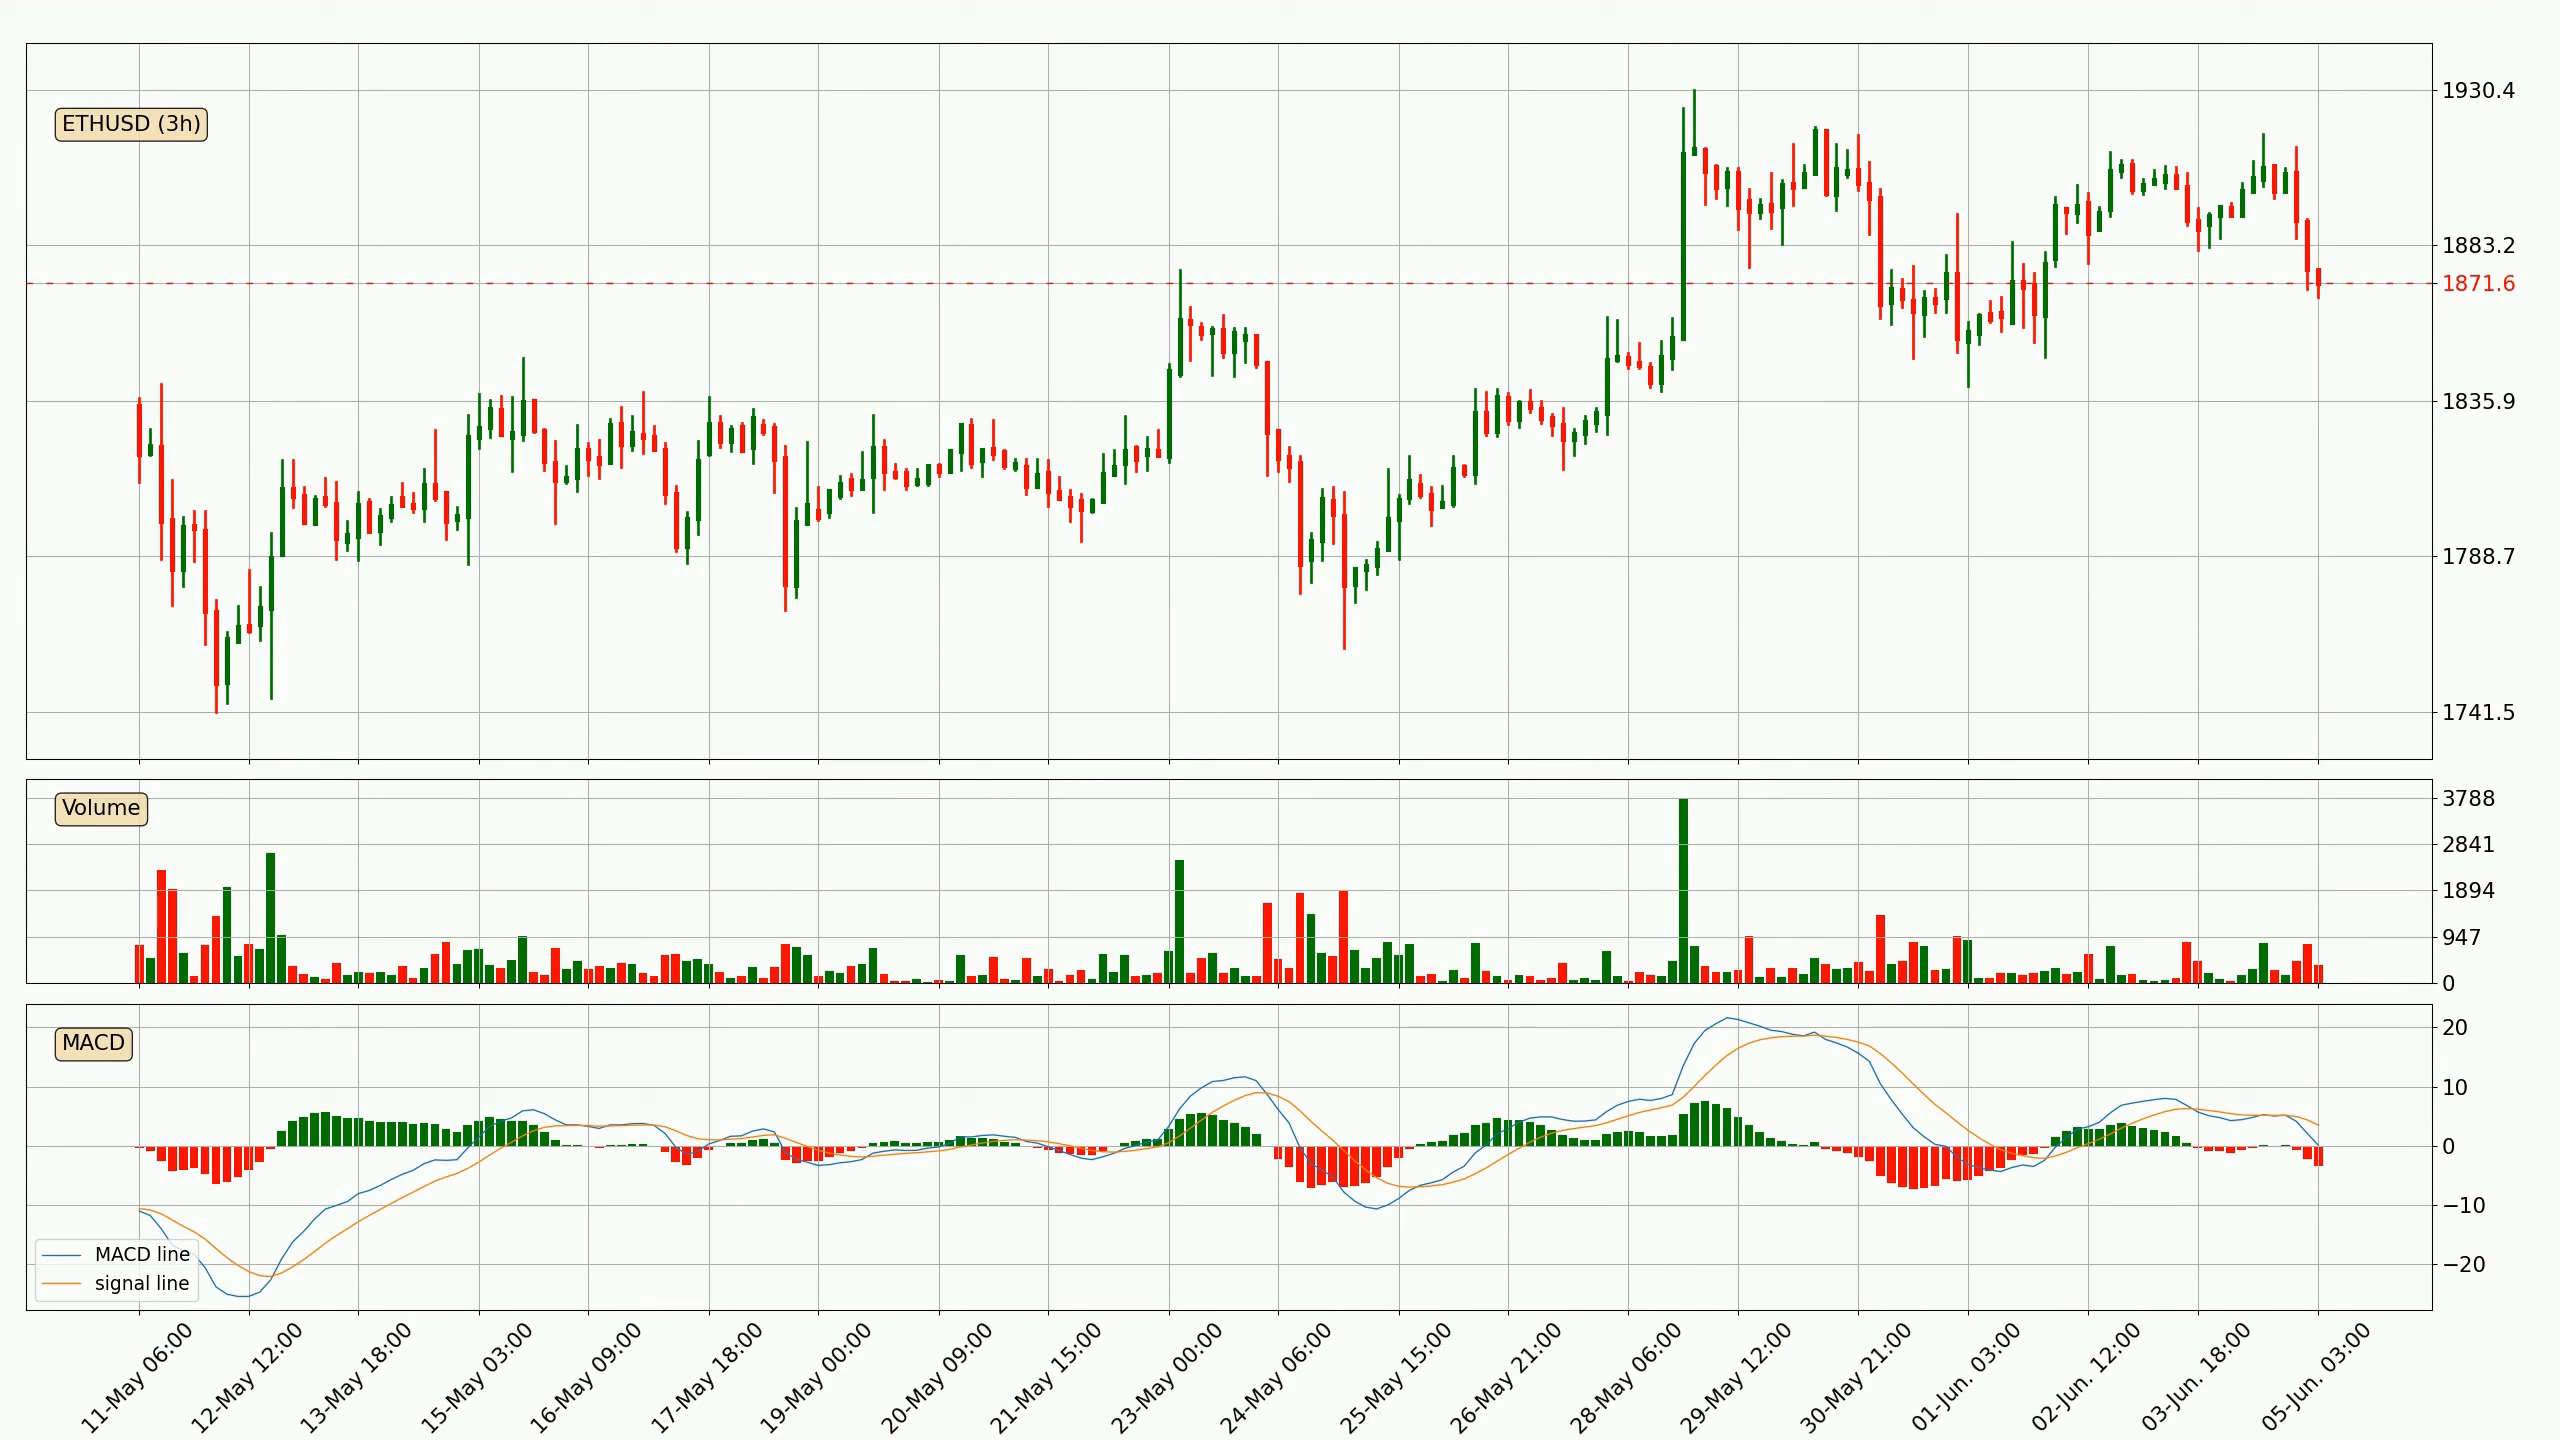 ETHUSD (3h)
1930.4
1883.2
1871.6
1835.9
1788.7
1741.5
Volume
3788
2841
1894
947
0
MACD
20
10
0
−10
−20
MACD line
signal line
11-May 06:00
12-May 12:00
13-May 18:00
15-May 03:00
16-May 09:00
17-May 18:00
19-May 00:00
20-May 09:00
21-May 15:00
23-May 00:00
24-May 06:00
25-May 15:00
26-May 21:00
28-May 06:00
29-May 12:00
30-May 21:00
01-Jun. 03:00
02-Jun. 12:00
03-Jun. 18:00
05-Jun. 03:00